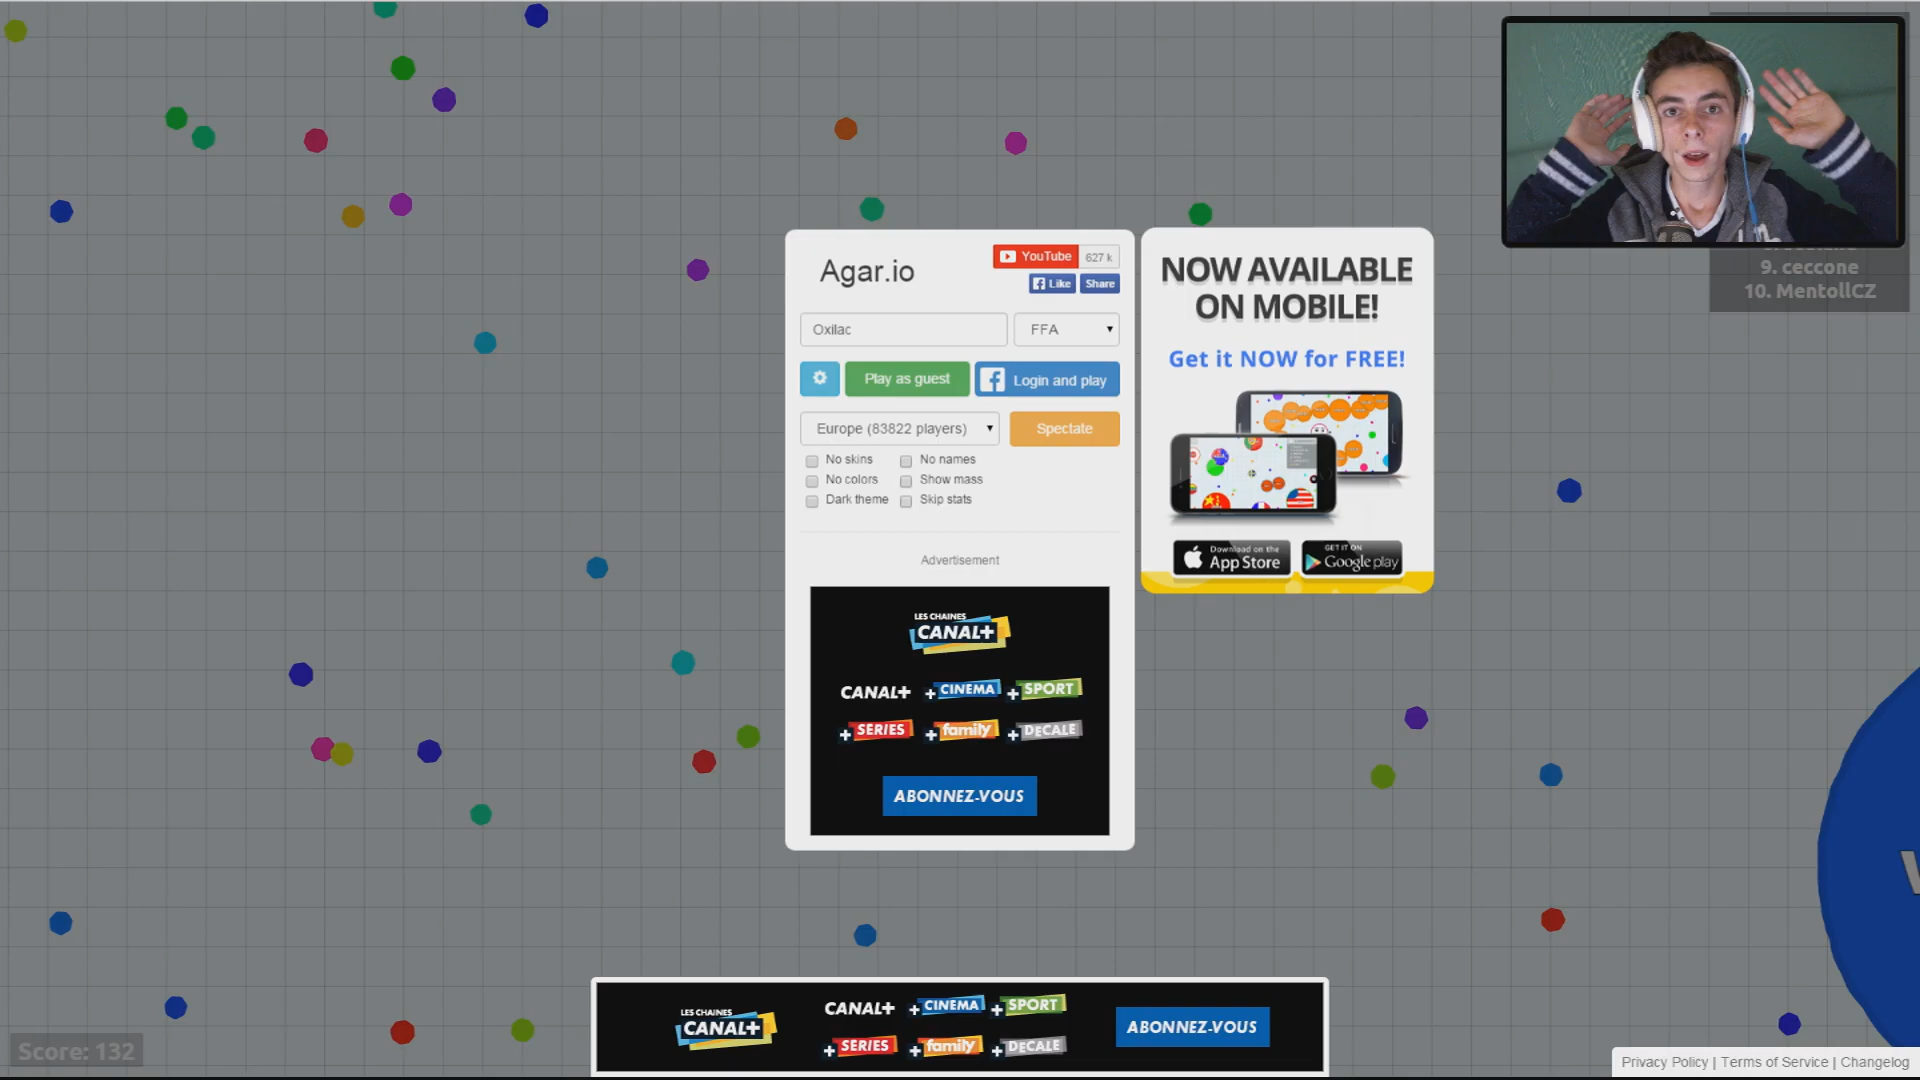 9. ceccone
10. MentollCZ
Agar.io
YouTube 627 k
Like Share
Oxilac
FFA
Play as guest
Login and play
Europe (83822 players)
Spectate
No skins No names
No colors Show mass
Dark theme Skip stats
Advertisement
LES CHAINES
CANAL+
CANAL+ +CINEMA +SPORT
+SERIES +family +DECALE
ABONNEZ-VOUS
NOW AVAILABLE
ON MOBILE!
Get it NOW for FREE!
Download on the
App Store
GET IT ON
Google play
LES CHAINES
CANAL+
CANAL+ +CINEMA +SPORT
+SERIES +family +DECALE
ABONNEZ-VOUS
Score: 132
Privacy Policy | Terms of Service | Changelog